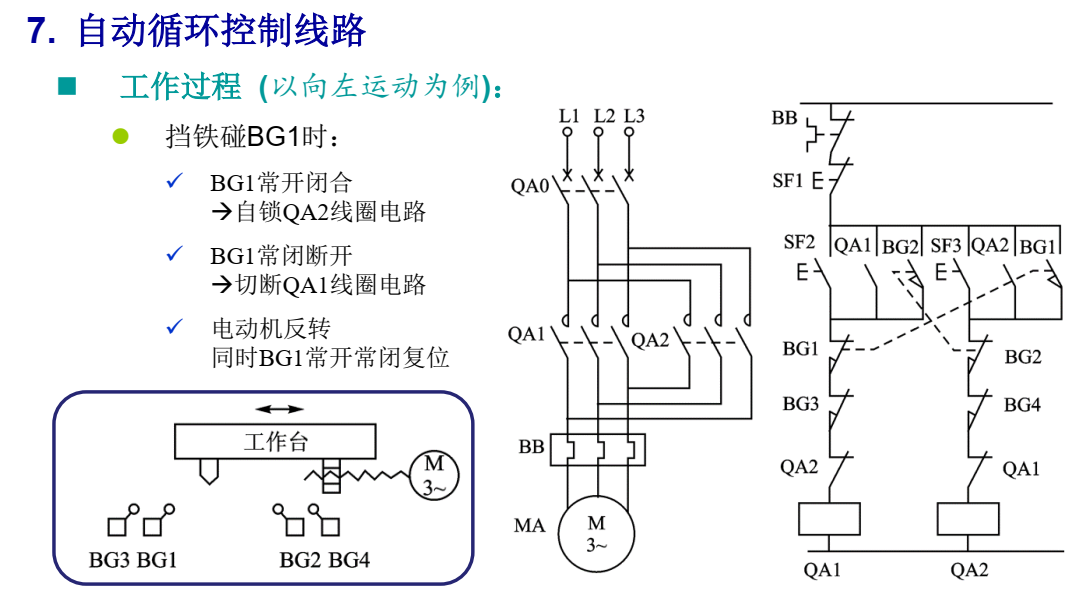 7. 自动循环控制线路
工作过程 (以向左运动为例)：
挡铁碰BG1时：
BG1常开闭合
→自锁QA2线圈电路
BG1常闭断开
→切断QA1线圈电路
电动机反转
同时BG1常开常闭复位
工作台
M
3~
BG3 BG1
BG2 BG4
L1 L2 L3
QA0
QA1
QA2
BB
MA
M
3~
BB
SF1
SF2 QA1 BG2 SF3 QA2 BG1
BG1
BG2
BG3
BG4
QA2
QA1
QA1
QA2